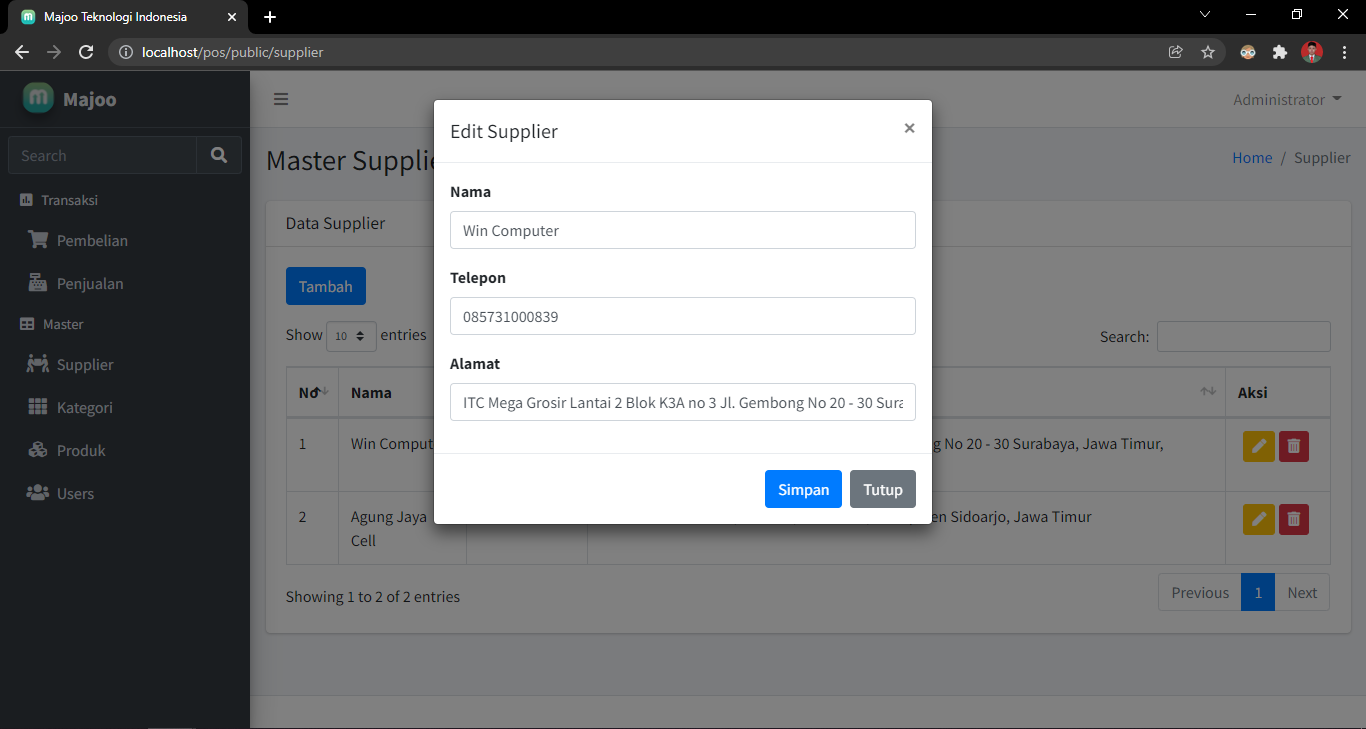 Majoo Teknologi Indonesia
localhost/pos/public/supplier
Majoo
Administrator
Search
Transaksi
Pembelian
Penjualan
Master
Supplier
Kategori
Produk
Users
Master Supplie
Home / Supplier
Data Supplier
Tambah
Show 10 entries
Search:
No Nama Aksi
1 Win Comput g No 20 - 30 Surabaya, Jawa Timur,
2 Agung Jaya en Sidoarjo, Jawa Timur
Cell
Showing 1 to 2 of 2 entries
Previous 1 Next
Edit Supplier
×
Nama
Win Computer
Telepon
085731000839
Alamat
ITC Mega Grosir Lantai 2 Blok K3A no 3 Jl. Gembong No 20 - 30 Sura
Simpan Tutup